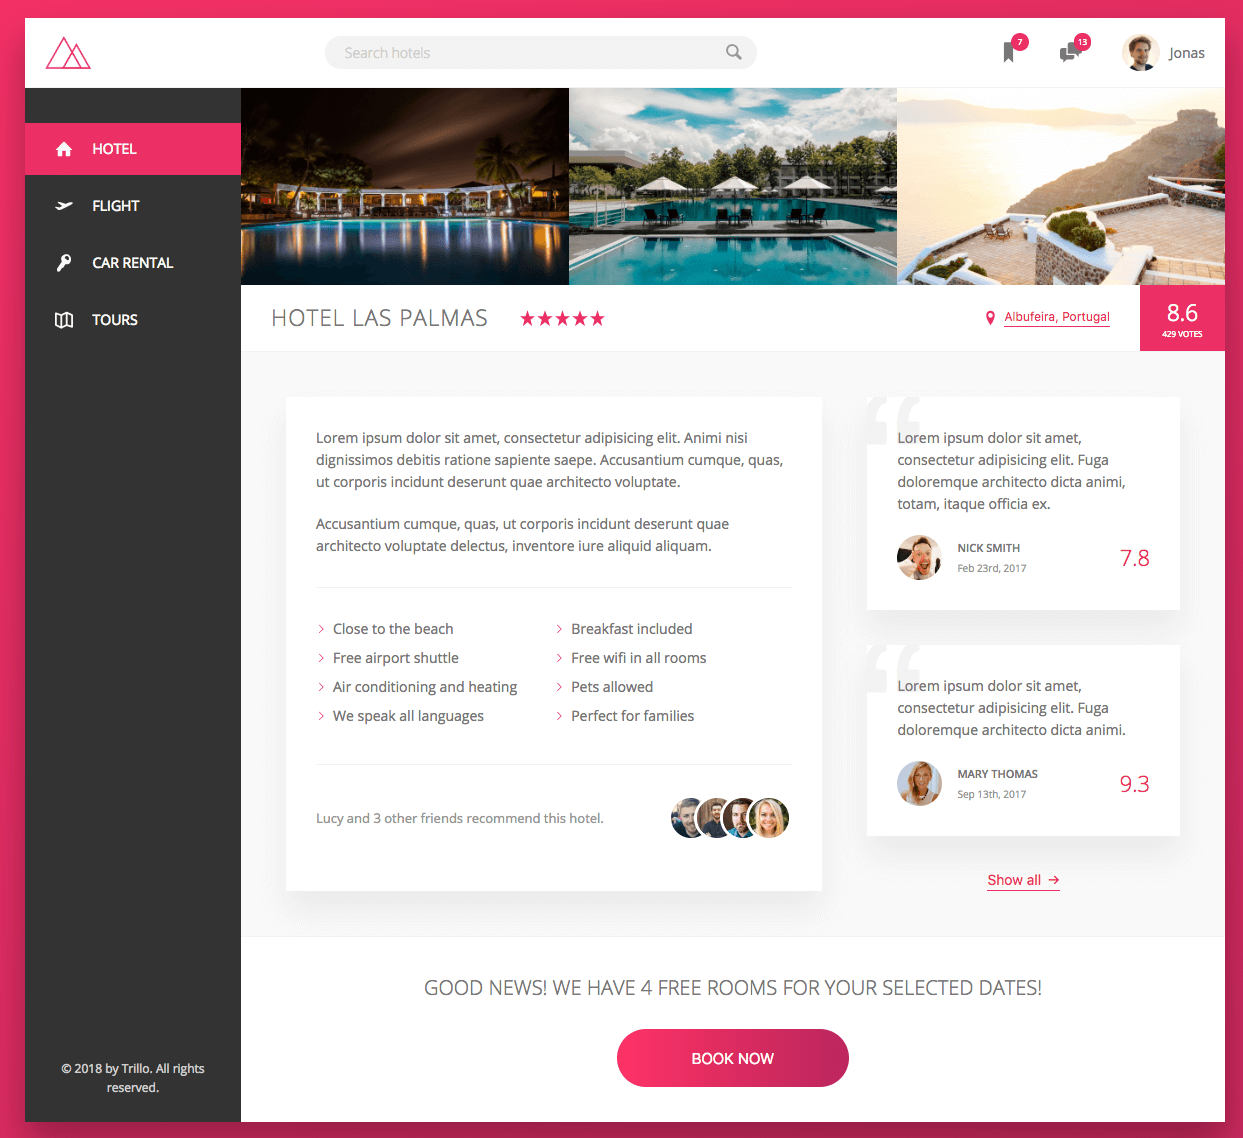 Search hotels
7
13
Jonas
HOTEL
FLIGHT
CAR RENTAL
TOURS
© 2018 by Trillo. All rights
reserved.
HOTEL LAS PALMAS
Albufeira, Portugal
8.6
429 VOTES
Lorem ipsum dolor sit amet, consectetur adipisicing elit. Animi nisi
dignissimos debitis ratione sapiente saepe. Accusantium cumque, quas,
ut corporis incidunt deserunt quae architecto voluptate.
Accusantium cumque, quas, ut corporis incidunt deserunt quae
architecto voluptate delectus, inventore iure aliquid aliquam.
Close to the beach
Breakfast included
Free airport shuttle
Free wifi in all rooms
Air conditioning and heating
Pets allowed
We speak all languages
Perfect for families
Lucy and 3 other friends recommend this hotel.
Lorem ipsum dolor sit amet,
consectetur adipisicing elit. Fuga
doloremque architecto dicta animi,
totam, itaque officia ex.
NICK SMITH
Feb 23rd, 2017
7.8
Lorem ipsum dolor sit amet,
consectetur adipisicing elit. Fuga
doloremque architecto dicta animi.
MARY THOMAS
Sep 13th, 2017
9.3
Show all →
GOOD NEWS! WE HAVE 4 FREE ROOMS FOR YOUR SELECTED DATES!
BOOK NOW